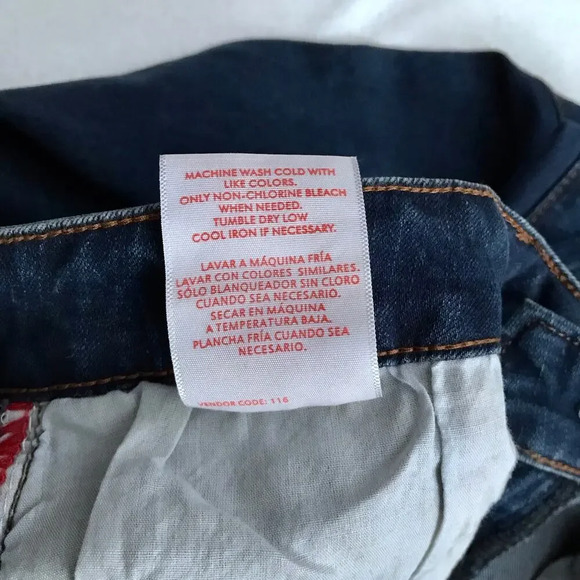 MACHINE WASH COLD WITH
LIKE COLORS.
ONLY NON-CHLORINE BLEACH
WHEN NEEDED.
TUMBLE DRY LOW
COOL IRON IF NECESSARY.
LAVAR A MÁQUINA FRÍA
LAVAR CON COLORES SIMILARES.
SÓLO BLANQUEADOR SIN CLORO
CUANDO SEA NECESARIO.
SECAR EN MÁQUINA
A TEMPERATURA BAJA.
PLANCHA FRÍA CUANDO SEA
NECESARIO.
VENDOR CODE: 116